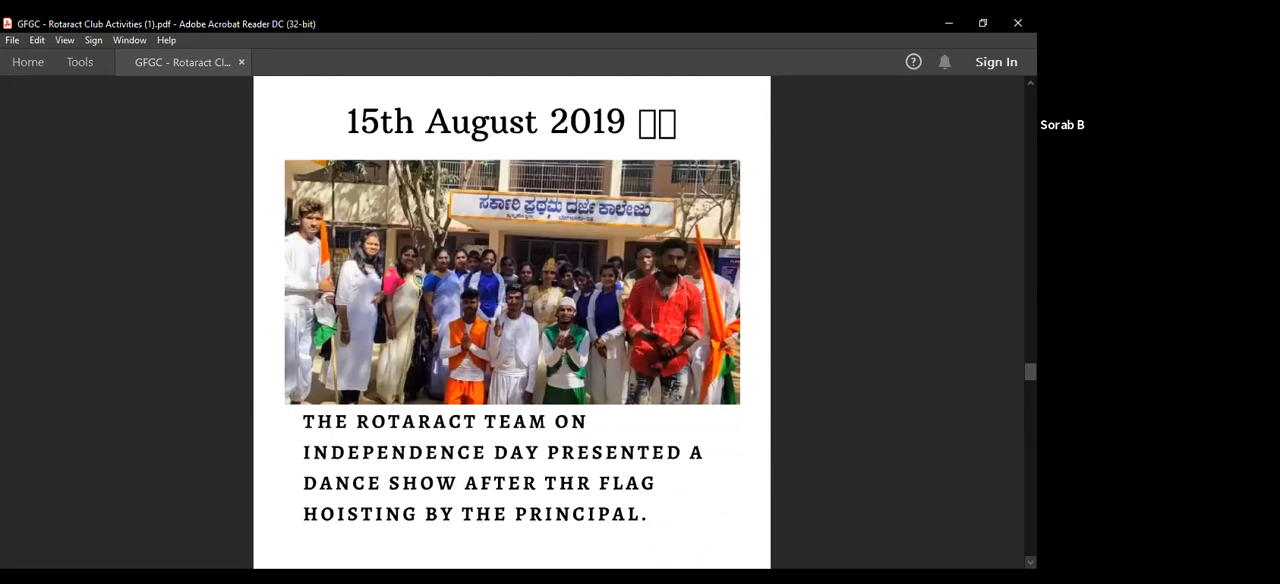 GFGC - Rotaract Club Activities (1).pdf - Adobe Acrobat Reader DC (32-bit)
File Edit View Sign Window Help
Home Tools GFGC - Rotaract Cl... × Sign In
Sorab B
15th August 2019
ಸರ್ಕಾರಿ ಪ್ರಥಮ ದರ್ಜೆ ಕಾಲೇಜು
THE ROTARACT TEAM ON
INDEPENDENCE DAY PRESENTED A
DANCE SHOW AFTER THR FLAG
HOISTING BY THE PRINCIPAL.